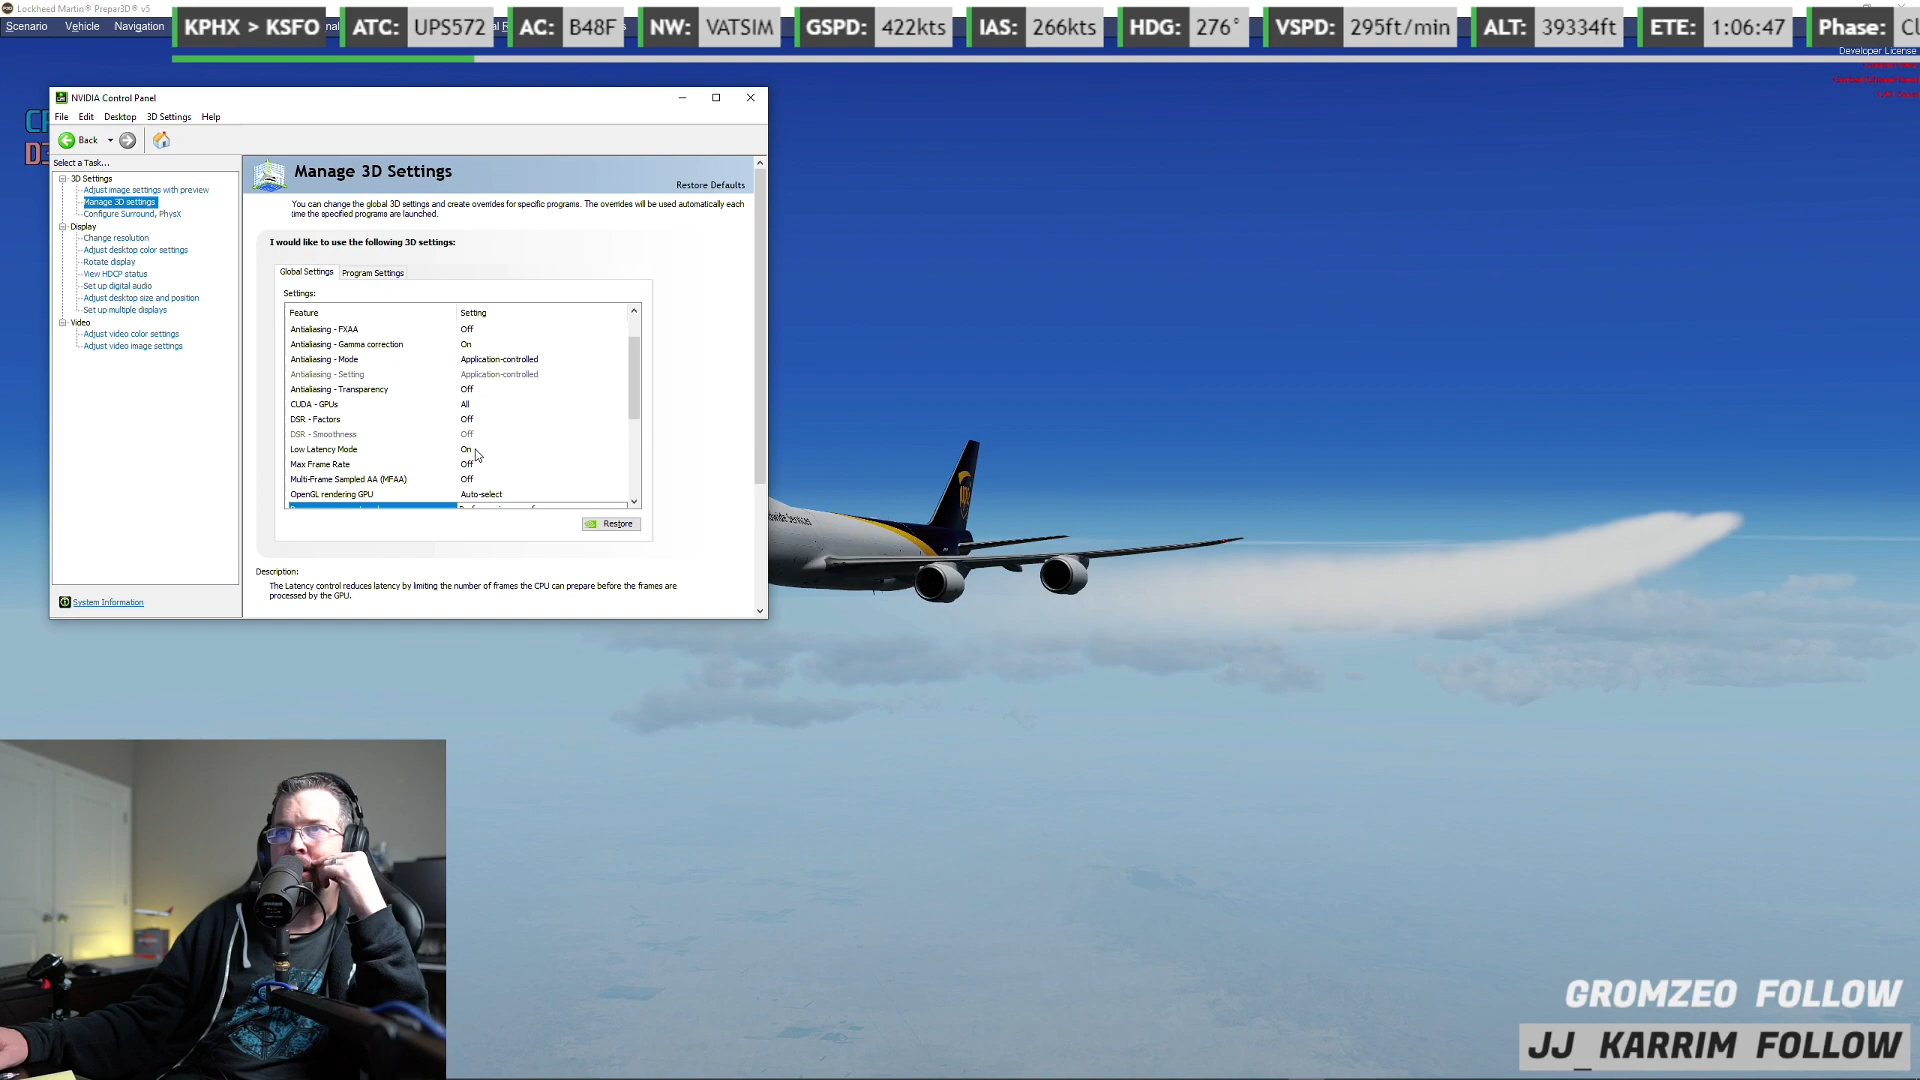 Lockheed Martin® Prepar3D® v5
Scenario Vehicle Navigation
KPHX > KSFO ATC: UPS572 AC: B48F NW: VATSIM GSPD: 422kts IAS: 266kts HDG: 276° VSPD: 295ft/min ALT: 39334ft ETE: 1:06:47 Phase:
Developer License
NVIDIA Control Panel
File Edit Desktop 3D Settings Help
Back
Select a Task...
3D Settings
Adjust image settings with preview
Manage 3D settings
Configure Surround, PhysX
Display
Change resolution
Adjust desktop color settings
Rotate display
View HDCP status
Set up digital audio
Adjust desktop size and position
Set up multiple displays
Video
Adjust video color settings
Adjust video image settings
System Information
Manage 3D Settings
Restore Defaults
You can change the global 3D settings and create overrides for specific programs. The overrides will be used automatically each
time the specified programs are launched.
I would like to use the following 3D settings:
Global Settings Program Settings
Settings:
Feature Setting
Antialiasing - FXAA Off
Antialiasing - Gamma correction On
Antialiasing - Mode Application-controlled
Antialiasing - Setting Application-controlled
Antialiasing - Transparency Off
CUDA - GPUs All
DSR - Factors Off
DSR - Smoothness Off
Low Latency Mode On
Max Frame Rate Off
Multi-Frame Sampled AA (MFAA) Off
OpenGL rendering GPU Auto-select
Restore
Description:
The Latency control reduces latency by limiting the number of frames the CPU can prepare before the frames are
processed by the GPU.
Services
GROMZEO FOLLOW
JJ_KARRIM FOLLOW